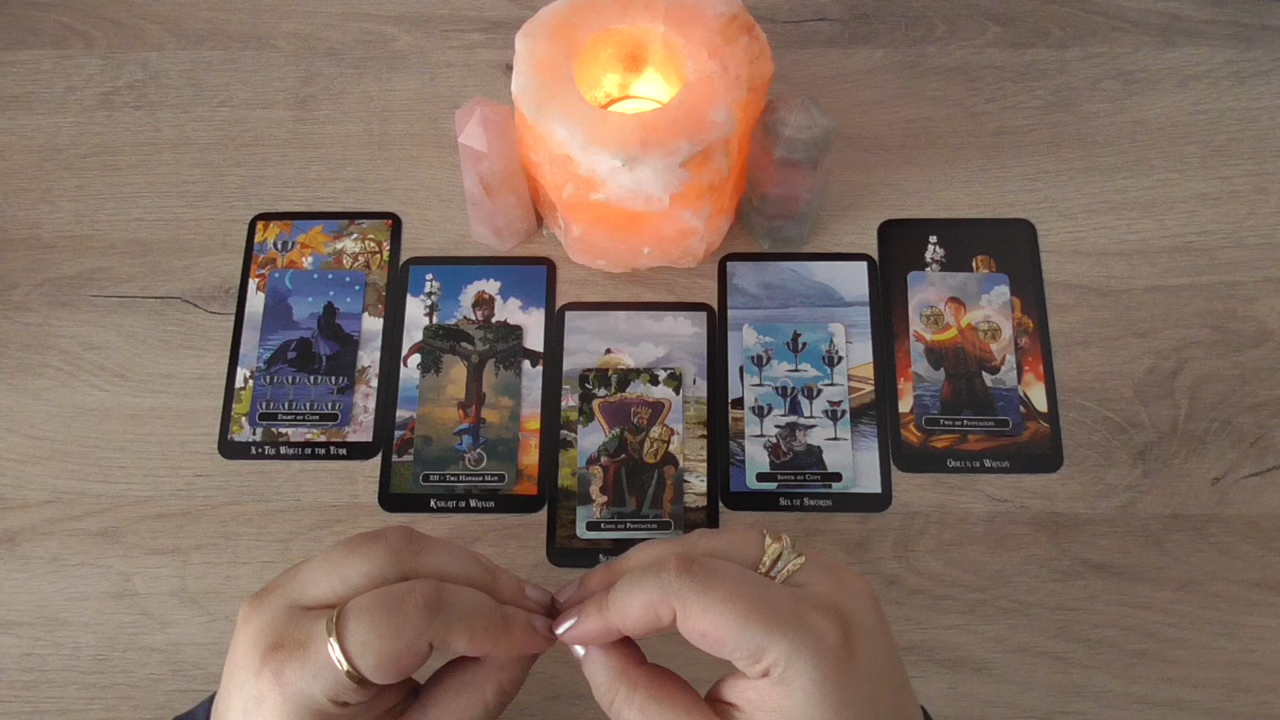 Eight of Cups
X • The Wheel of the Year
XII • The Hanged Man
Knight of Wands
King of Pentacles
Seven of Cups
Six of Swords
Two of Pentacles
Queen of Wands